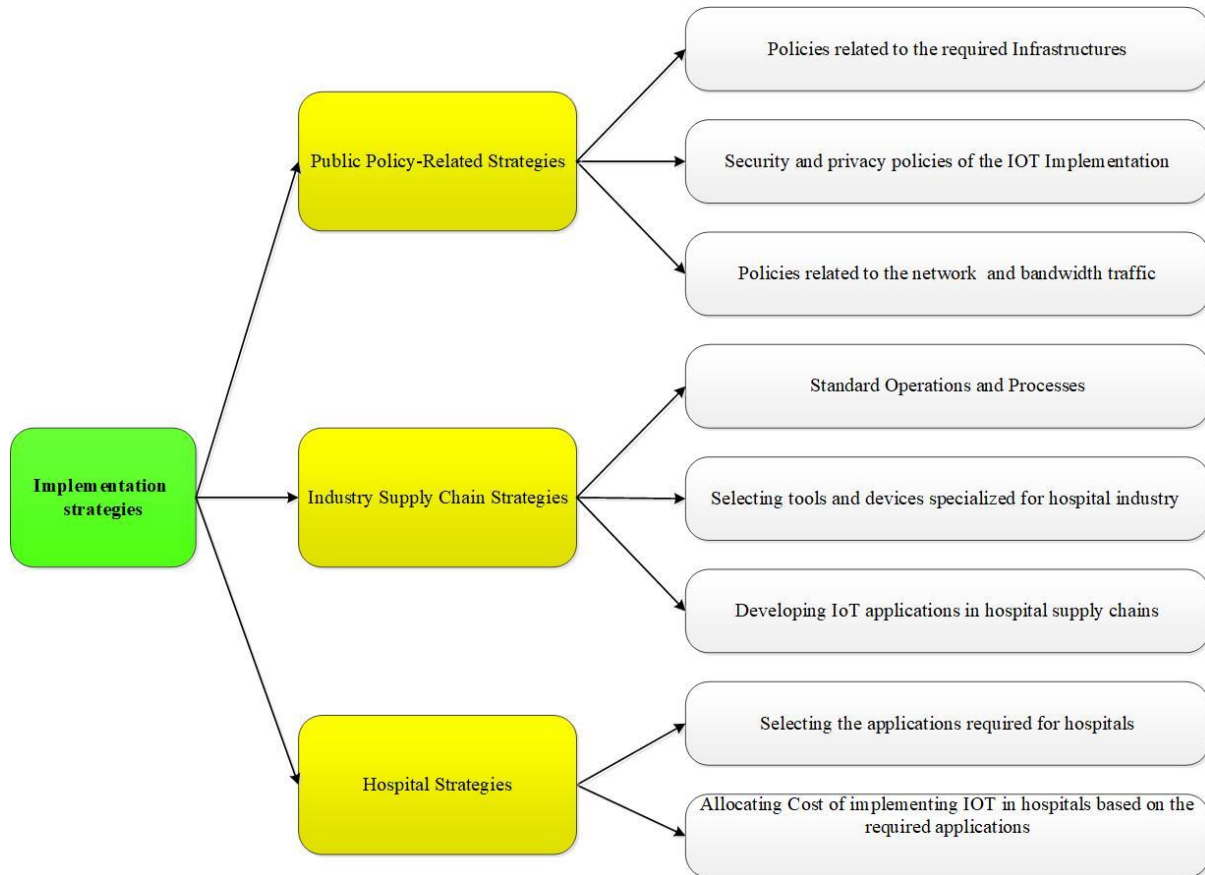 Implementation
strategies
Public Policy-Related Strategies
Policies related to the required Infrastructures
Security and privacy policies of the IOT Implementation
Policies related to the network  and bandwidth traffic
Industry Supply Chain Strategies
Standard Operations and Processes
Selecting tools and devices specialized for hospital industry
Developing IoT applications in hospital supply chains
Hospital Strategies
Selecting the applications required for hospitals
Allocating Cost of implementing IOT in hospitals based on the
required applications